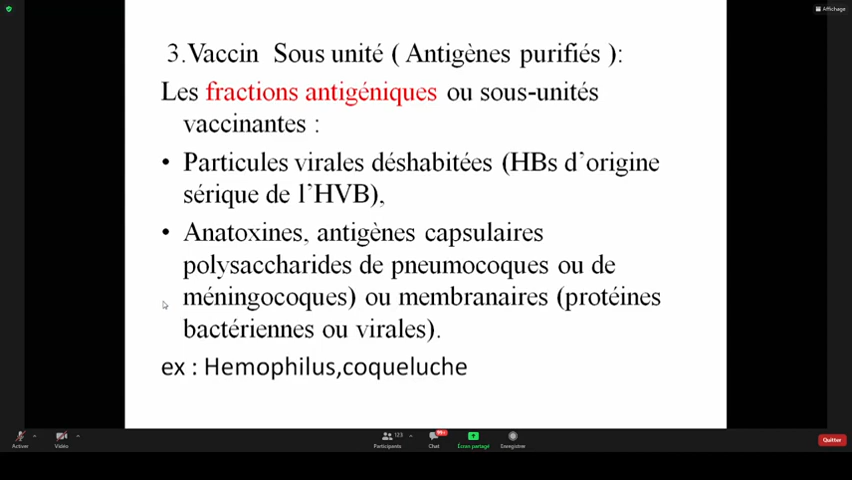 Affichage
3.Vaccin Sous unité ( Antigènes purifiés ):
Les fractions antigéniques ou sous-unités
vaccinantes :
• Particules virales déshabitées (HBs d’origine
sérique de l’HVB),
• Anatoxines, antigènes capsulaires
polysaccharides de pneumocoques ou de
méningocoques) ou membranaires (protéines
bactériennes ou virales).
ex : Hemophilus,coqueluche
123
99+
Activer Vidéo Participants Chat Écran partagé Enregistrer Quitter